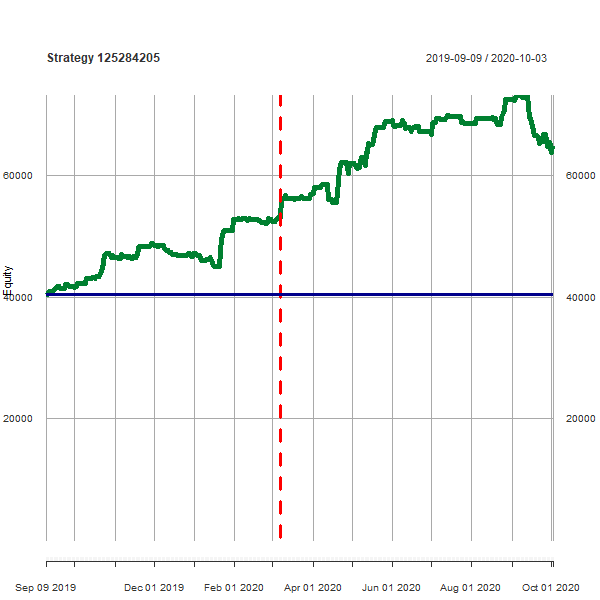 Strategy 125284205
2019-09-09 / 2020-10-03
60000
60000
Equity
40000
40000
20000
20000
Sep 09 2019
Dec 01 2019
Feb 01 2020
Apr 01 2020
Jun 01 2020
Aug 01 2020
Oct 01 2020